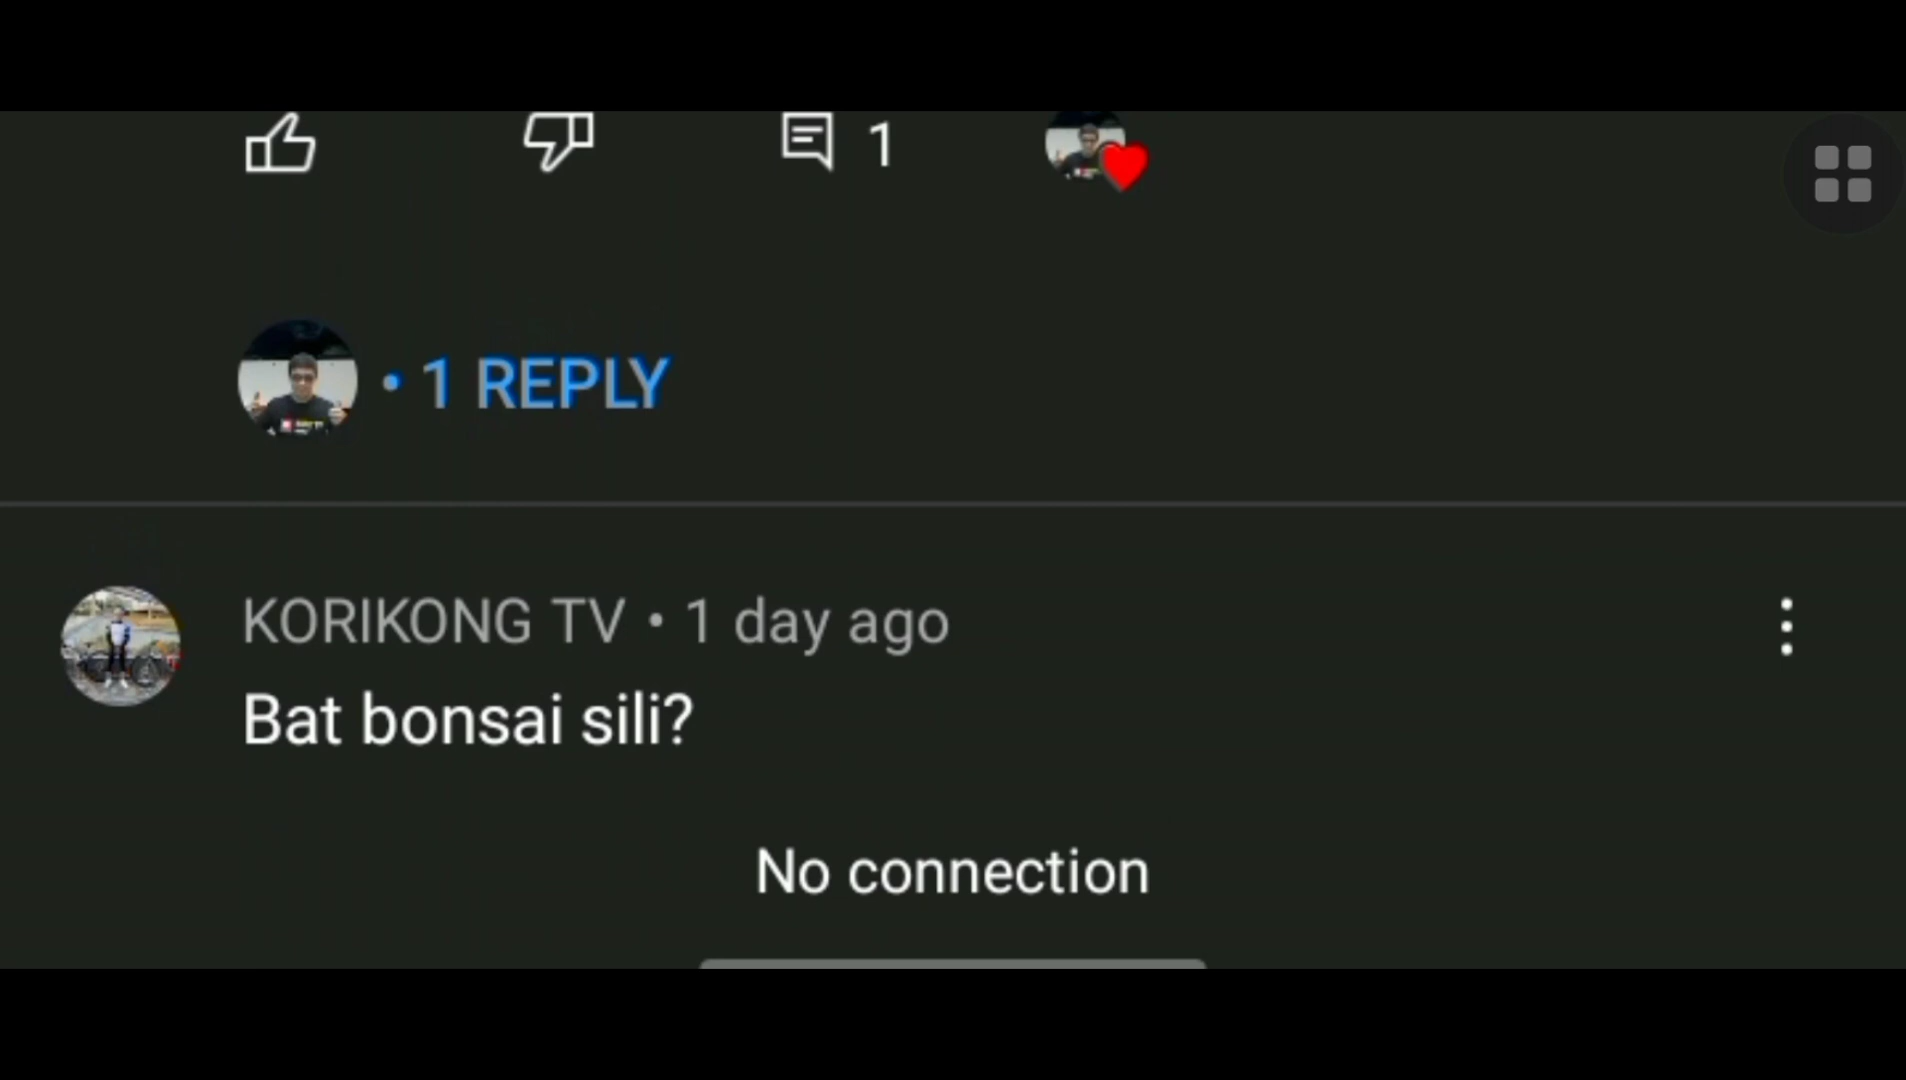 1
• 1 REPLY
KORIKONG TV • 1 day ago
Bat bonsai sili?
No connection